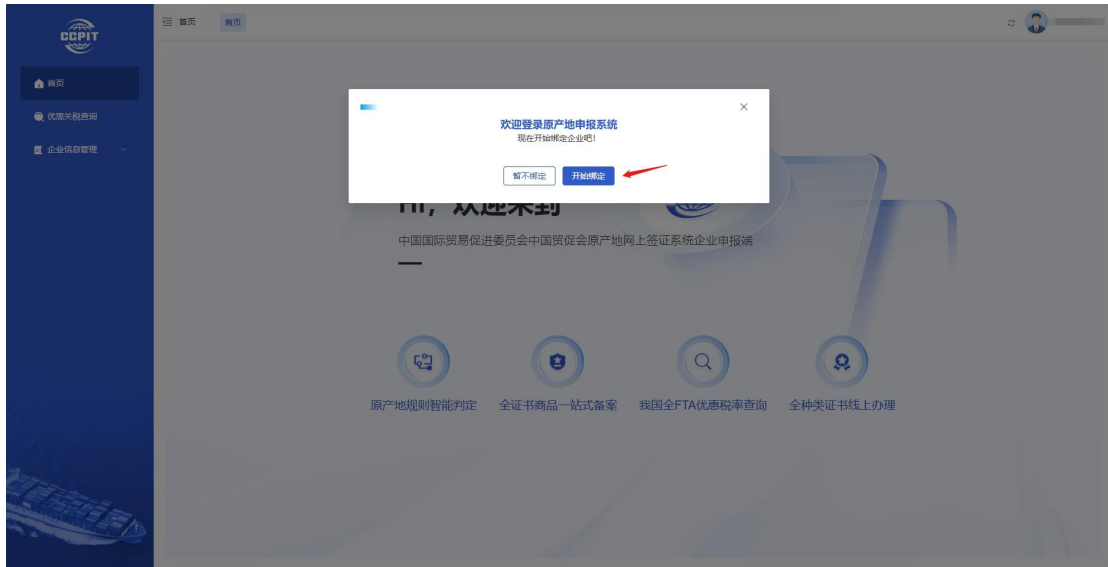 CCPIT
首页
首页
首页
优惠关税查询
企业信息管理
欢迎登录原产地申报系统
现在开始绑定企业吧!
暂不绑定
开始绑定
Hi，欢迎来到
中国国际贸易促进委员会中国贸促会原产地网上签证系统企业申报端
原产地规则智能判定
全证书商品一站式备案
我国全FTA优惠税率查询
全种类证书线上办理